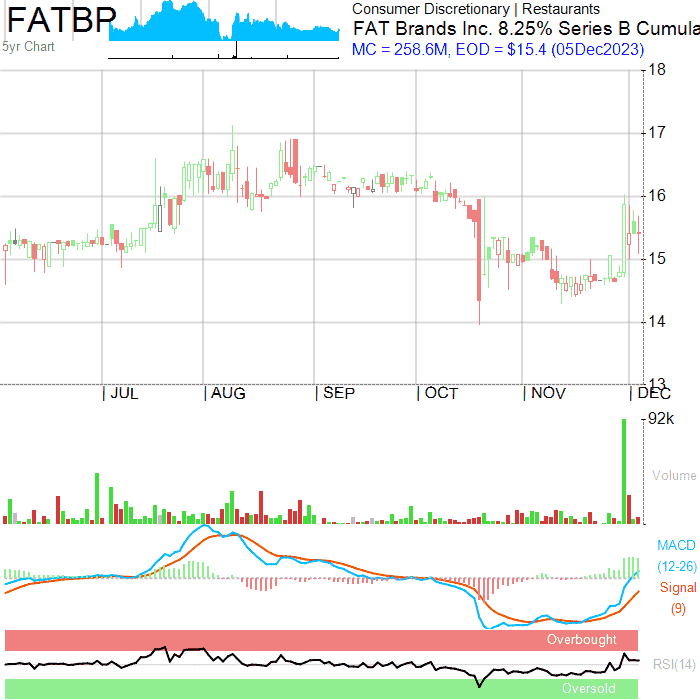 FATBP
Consumer Discretionary | Restaurants
FAT Brands Inc. 8.25% Series B Cumula
MC = 258.6M, EOD = $15.4 (05Dec2023)
5yr Chart
18
17
16
15
14
13
| JUL | AUG | SEP | OCT | NOV | DEC
92k
Volume
MACD
(12-26)
Signal
(9)
Overbought
RSI(14)
Oversold